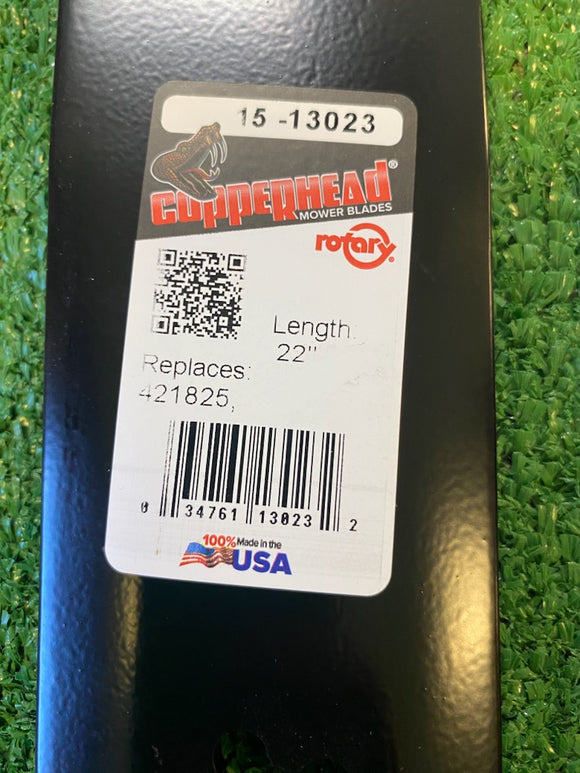 15 -13023
COPPERHEAD®
MOWER BLADES
rotary®
Length:
22"
Replaces:
421825,
0 34761 13023 2
100% Made in the
USA